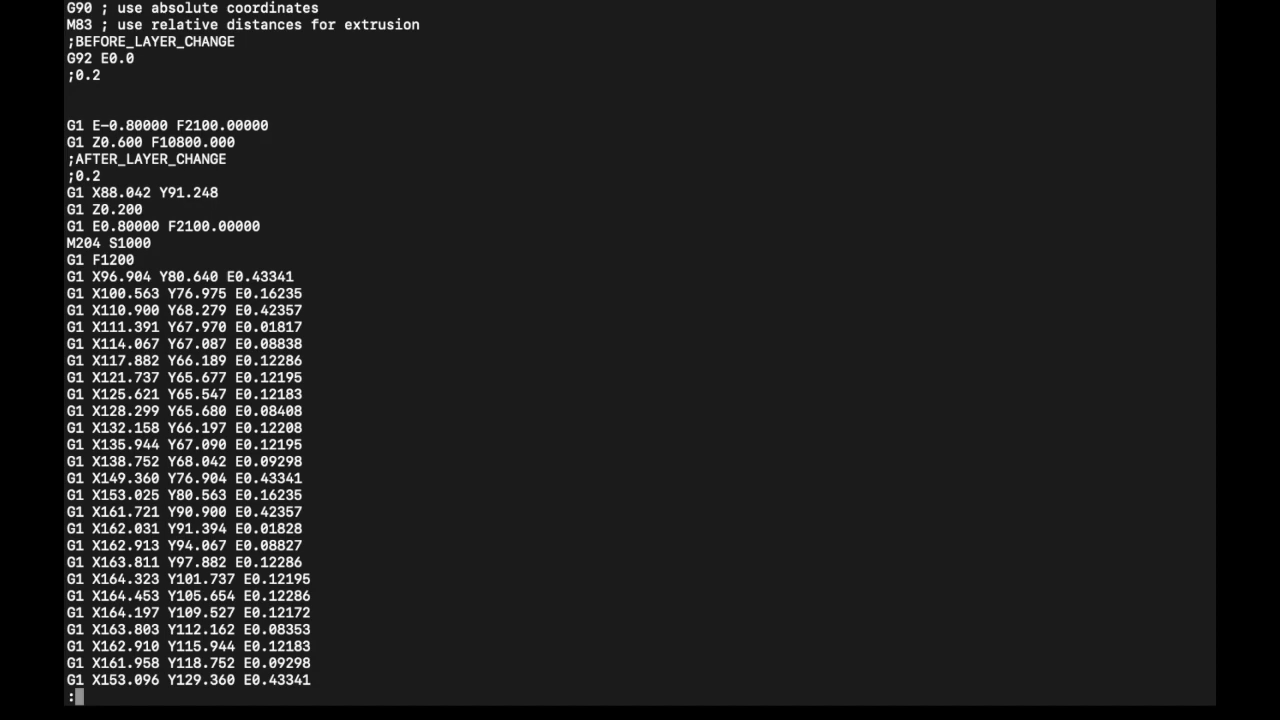 G90 ; use absolute coordinates
M83 ; use relative distances for extrusion
;BEFORE_LAYER_CHANGE
G92 E0.0
;0.2
G1 E-0.80000 F2100.00000
G1 Z0.600 F10800.000
;AFTER_LAYER_CHANGE
;0.2
G1 X88.042 Y91.248
G1 Z0.200
G1 E0.80000 F2100.00000
M204 S1000
G1 F1200
G1 X96.904 Y80.640 E0.43341
G1 X100.563 Y76.975 E0.16235
G1 X110.900 Y68.279 E0.42357
G1 X111.391 Y67.970 E0.01817
G1 X114.067 Y67.087 E0.08838
G1 X117.882 Y66.189 E0.12286
G1 X121.737 Y65.677 E0.12195
G1 X125.621 Y65.547 E0.12183
G1 X128.299 Y65.680 E0.08408
G1 X132.158 Y66.197 E0.12208
G1 X135.944 Y67.090 E0.12195
G1 X138.752 Y68.042 E0.09298
G1 X149.360 Y76.904 E0.43341
G1 X153.025 Y80.563 E0.16235
G1 X161.721 Y90.900 E0.42357
G1 X162.031 Y91.394 E0.01828
G1 X162.913 Y94.067 E0.08827
G1 X163.811 Y97.882 E0.12286
G1 X164.323 Y101.737 E0.12195
G1 X164.453 Y105.654 E0.12286
G1 X164.197 Y109.527 E0.12172
G1 X163.803 Y112.162 E0.08353
G1 X162.910 Y115.944 E0.12183
G1 X161.958 Y118.752 E0.09298
G1 X153.096 Y129.360 E0.43341
: